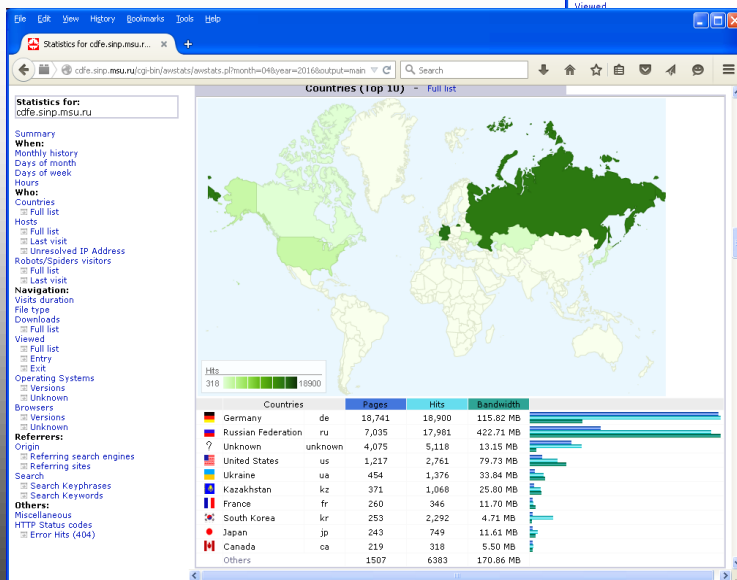 Viewed
File Edit View History Bookmarks Tools Help
Statistics for cdfe.sinp.msu.r... × +
cdfe.sinp.msu.ru/cgi-bin/awstats/awstats.pl?month=04&year=2016&output=main Search
Countries (Top 10) - Full list
Statistics for:
cdfe.sinp.msu.ru
Summary
When:
Monthly history
Days of month
Days of week
Hours
Who:
Countries
Full list
Hosts
Full list
Last visit
Unresolved IP Address
Robots/Spiders visitors
Full list
Last visit
Navigation:
Visits duration
File type
Downloads
Full list
Viewed
Full list
Entry
Exit
Operating Systems
Versions
Unknown
Browsers
Versions
Unknown
Referrers:
Origin
Referring search engines
Referring sites
Search
Search Keyphrases
Search Keywords
Others:
Miscellaneous
HTTP Status codes
Error Hits (404)
Hits
318 18900
Countries Pages Hits Bandwidth
Germany de 18,741 18,900 115.82 MB
Russian Federation ru 7,035 17,981 422.71 MB
? Unknown unknown 4,075 5,118 13.15 MB
United States us 1,217 2,761 79.73 MB
Ukraine ua 454 1,376 33.84 MB
Kazakhstan kz 371 1,068 25.80 MB
France fr 260 346 11.70 MB
South Korea kr 253 2,292 4.71 MB
Japan jp 243 749 11.61 MB
Canada ca 219 318 5.50 MB
Others 1507 6383 170.86 MB